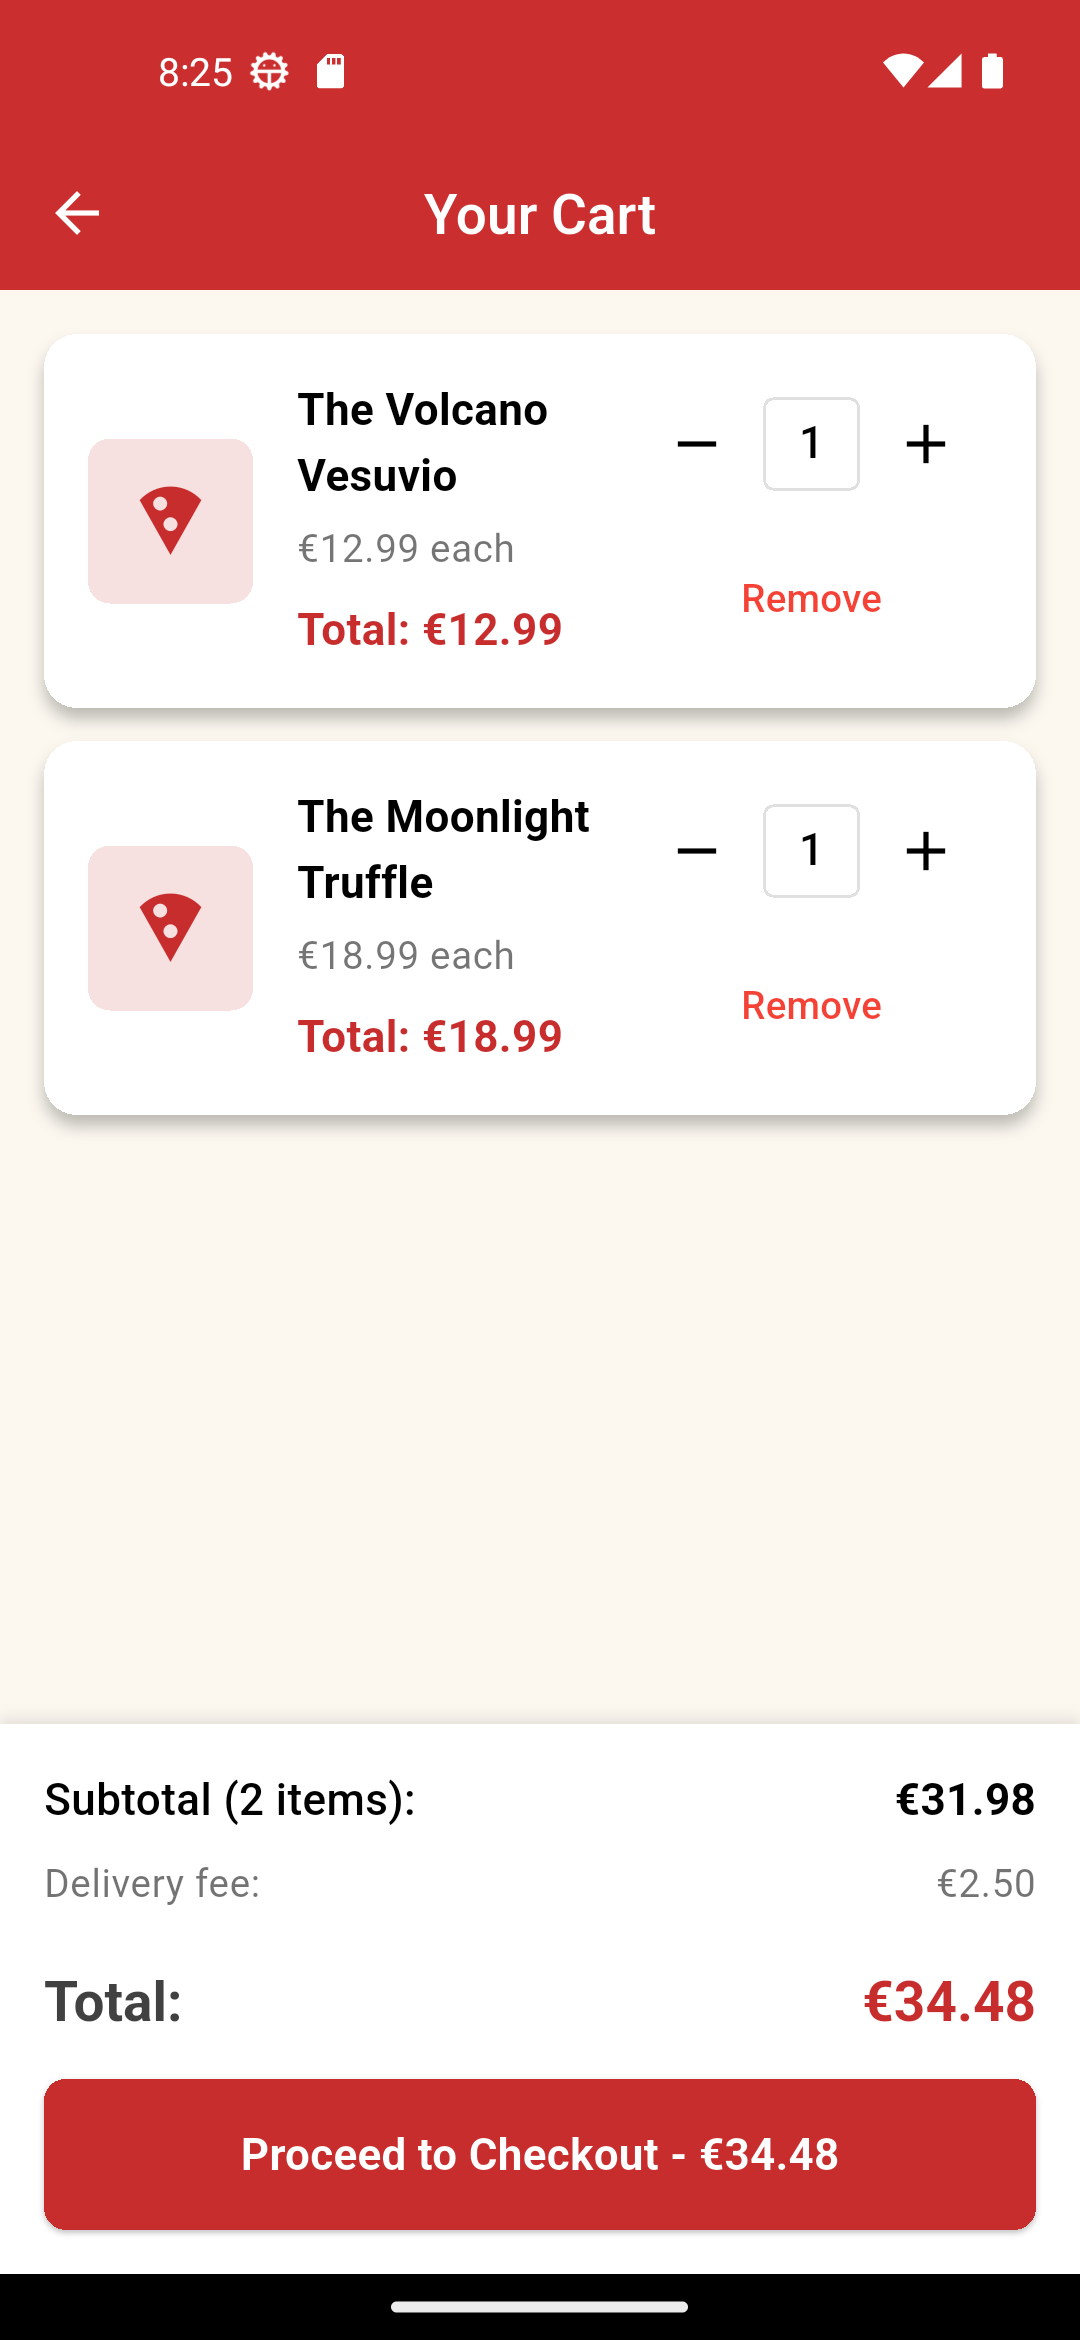 8:25
Your Cart
The Volcano
Vesuvio
€12.99 each
Total: €12.99
1
Remove
The Moonlight
Truffle
€18.99 each
Total: €18.99
1
Remove
Subtotal (2 items): €31.98
Delivery fee: €2.50
Total: €34.48
Proceed to Checkout - €34.48